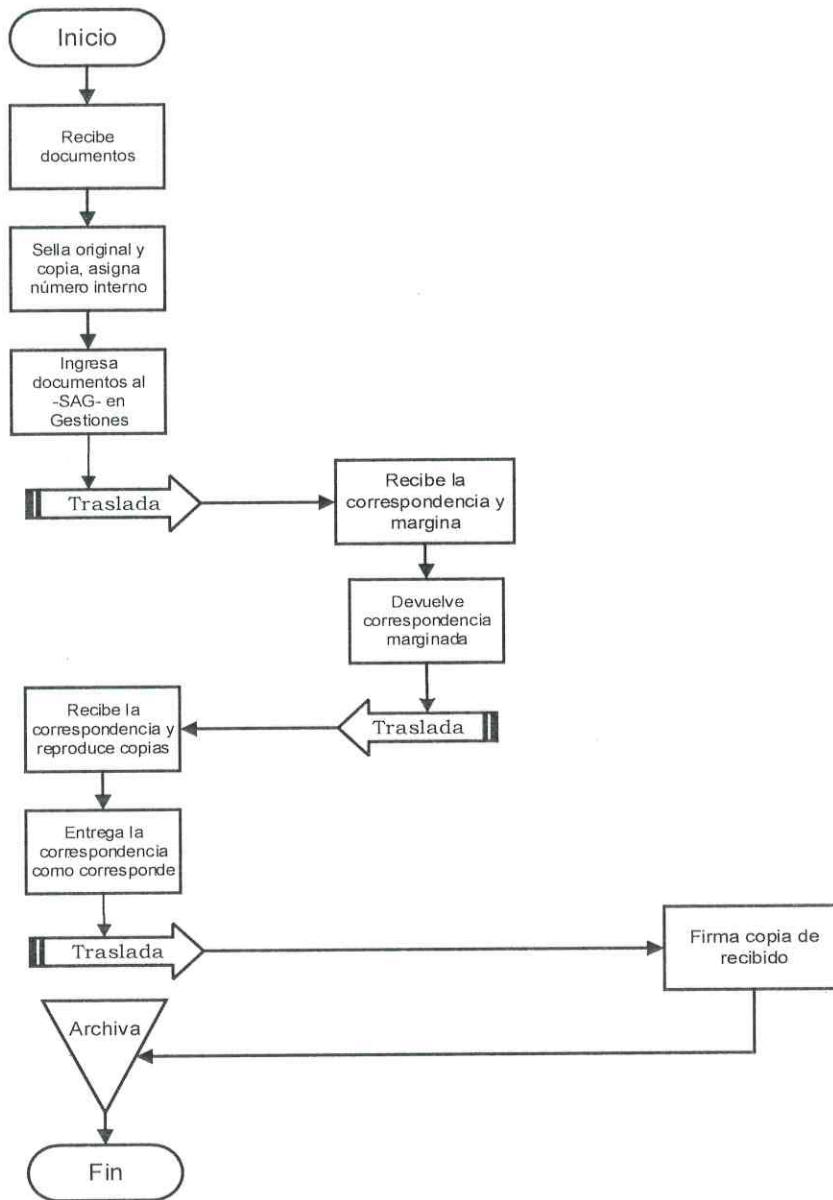 Inicio
Recibe
documentos
Sella original y
copia, asigna
número interno
Ingresa
documentos al
-SAG- en
Gestiones
Traslada
Recibe la
correspondencia y
margina
Devuelve
correspondencia
marginada
Traslada
Recibe la
correspondencia y
reproduce copias
Entrega la
correspondencia
como corresponde
Traslada
Firma copia de
recibido
Archiva
Fin